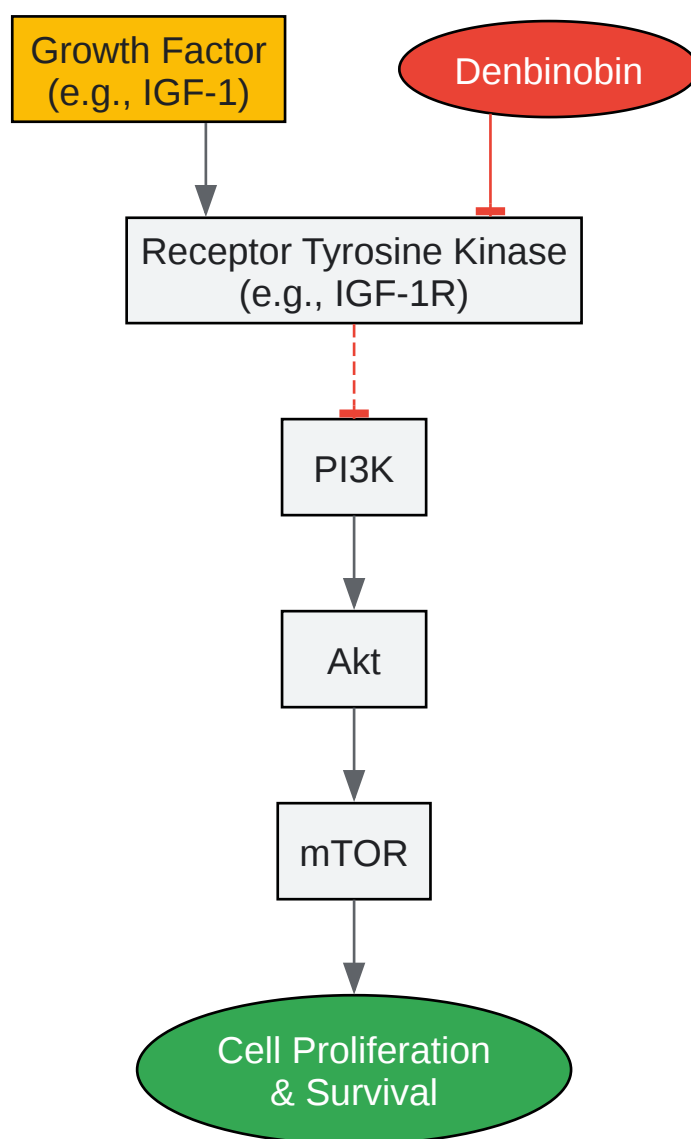 Growth Factor
(e.g., IGF-1)
Denbinobin
Receptor Tyrosine Kinase
(e.g., IGF-1R)
PI3K
Akt
mTOR
Cell Proliferation
& Survival